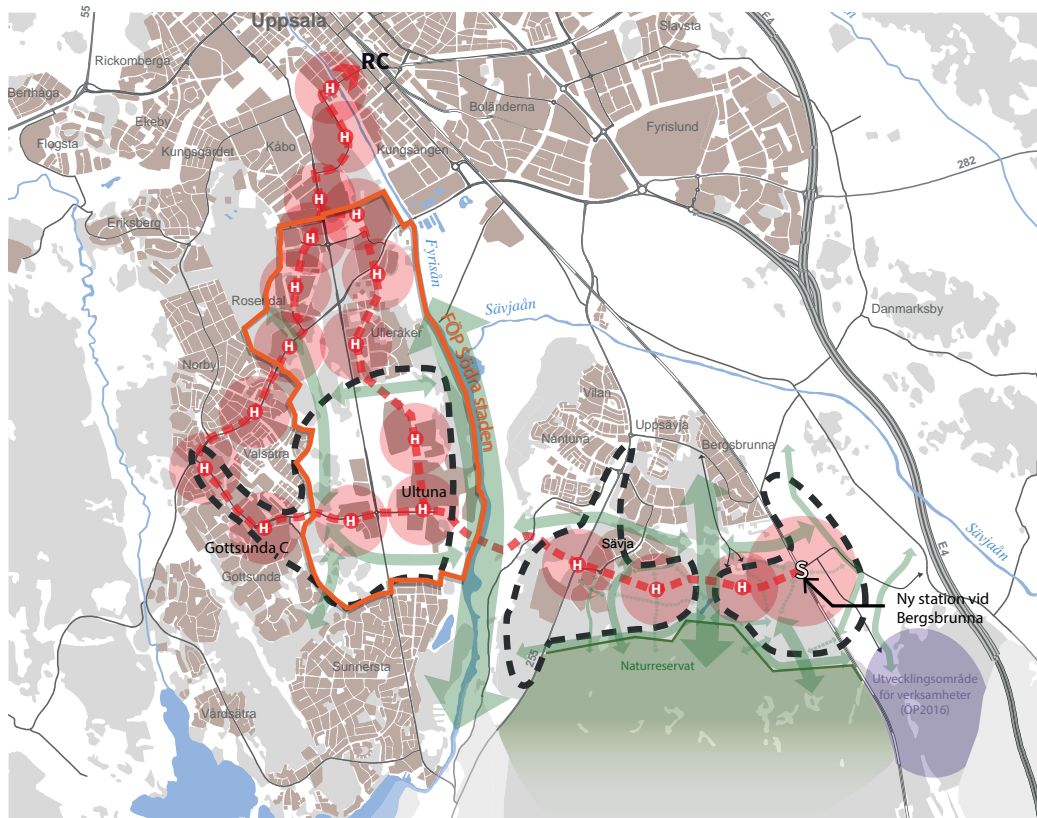 55
Uppsala
Slavsta
E4
Rickomberga
RC
Berthåga
Ekeby
Boländerna
Fyrislund
Flogsta
Kungsgärdet
Kåbo
Kungsängen
282
H
H
H
H
Eriksberg
H
Fyrisån
H
H
Rosendal
Sävjaån
Danmarksby
Ulleråker
H
H
FÖP Södra staden
Norby
Vilan
H
Uppsävja
Nåntuna
Bergsbrunna
H
Valsätra
H
Ultuna
H
H
H
Gottsunda C
Sävja
Sävjaån
E4
H
S
Gottsunda
H
H
Ny station vid
Bergsbrunna
255
Sunnersta
Naturreservat
Utvecklingsområde
för verksamheter
(ÖP2016)
Vårdsätra